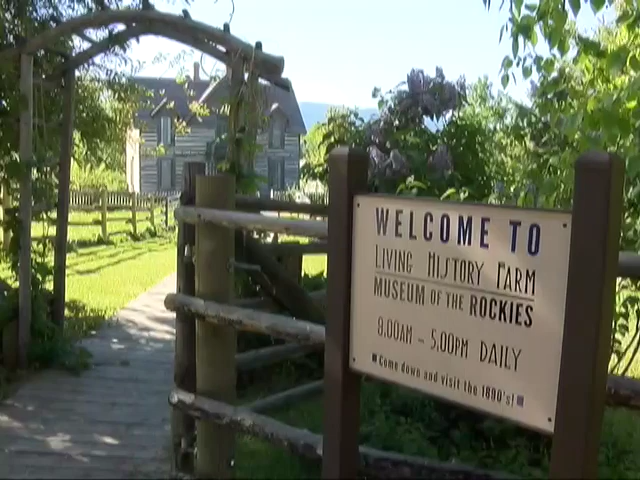 WELCOME TO
LIVING HISTORY FARM
MUSEUM OF THE ROCKIES
9:00AM - 5:00PM DAILY
Come down and visit the 1890's!